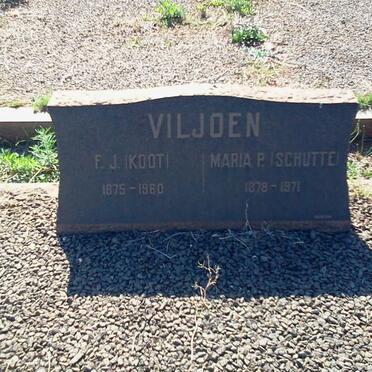 VILJOEN
F. J. (KOOT) MARIA P. (SCHUTTE)
1875 - 1960 1878 - 1971